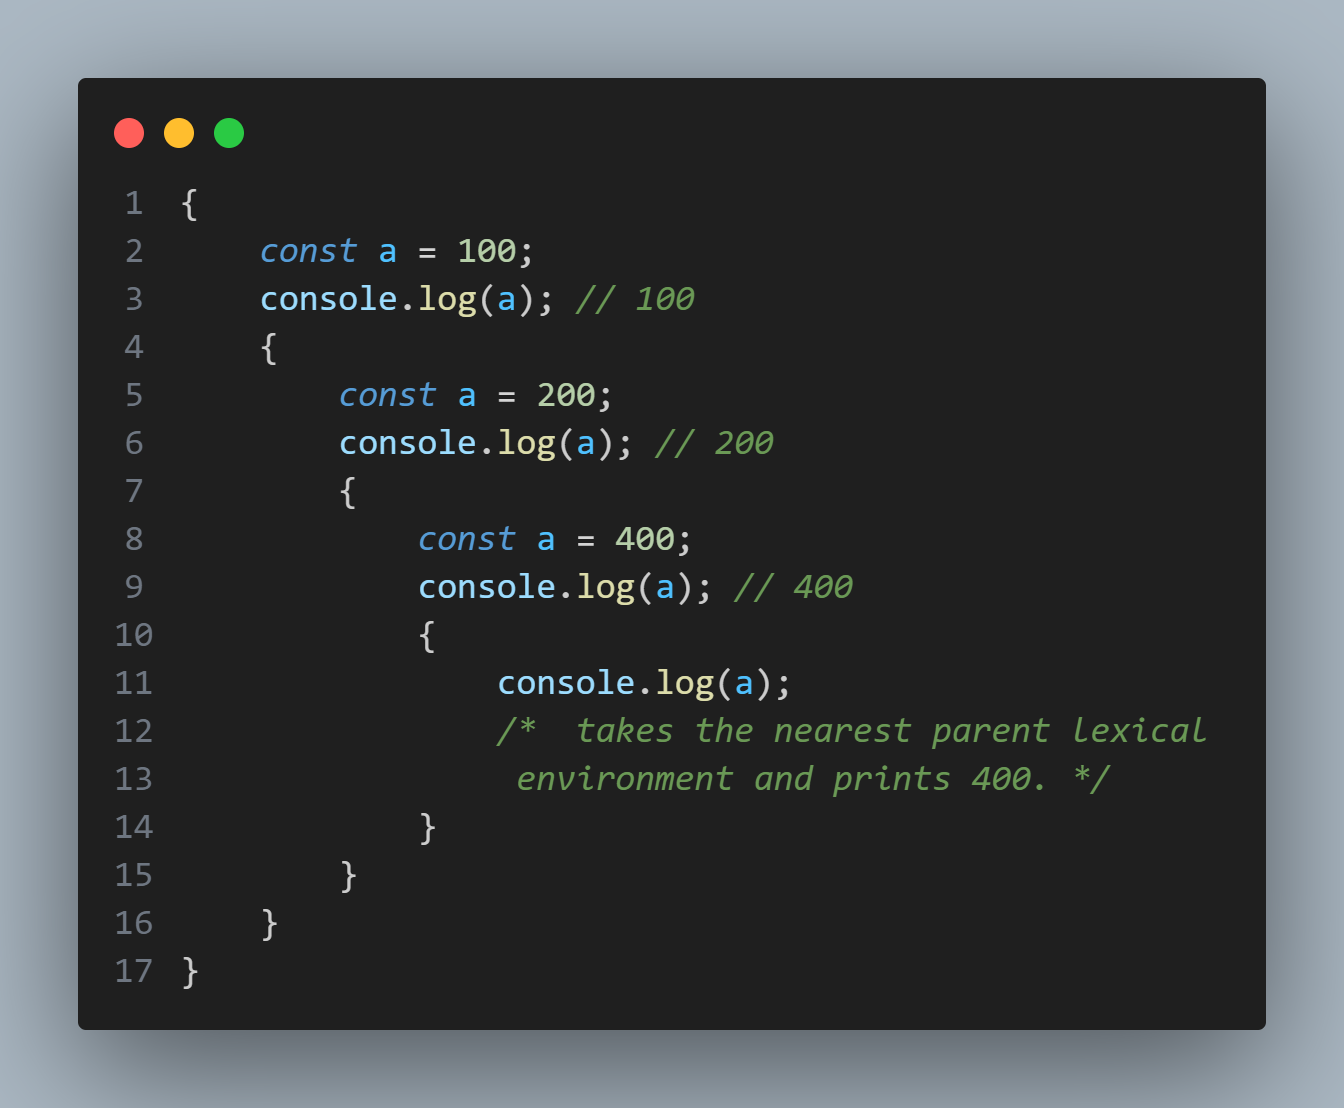 1 {
2     const a = 100;
3     console.log(a); // 100
4     {
5         const a = 200;
6         console.log(a); // 200
7         {
8             const a = 400;
9             console.log(a); // 400
10             {
11                 console.log(a);
12                 /*  takes the nearest parent lexical
13                  environment and prints 400. */
14             }
15         }
16     }
17 }